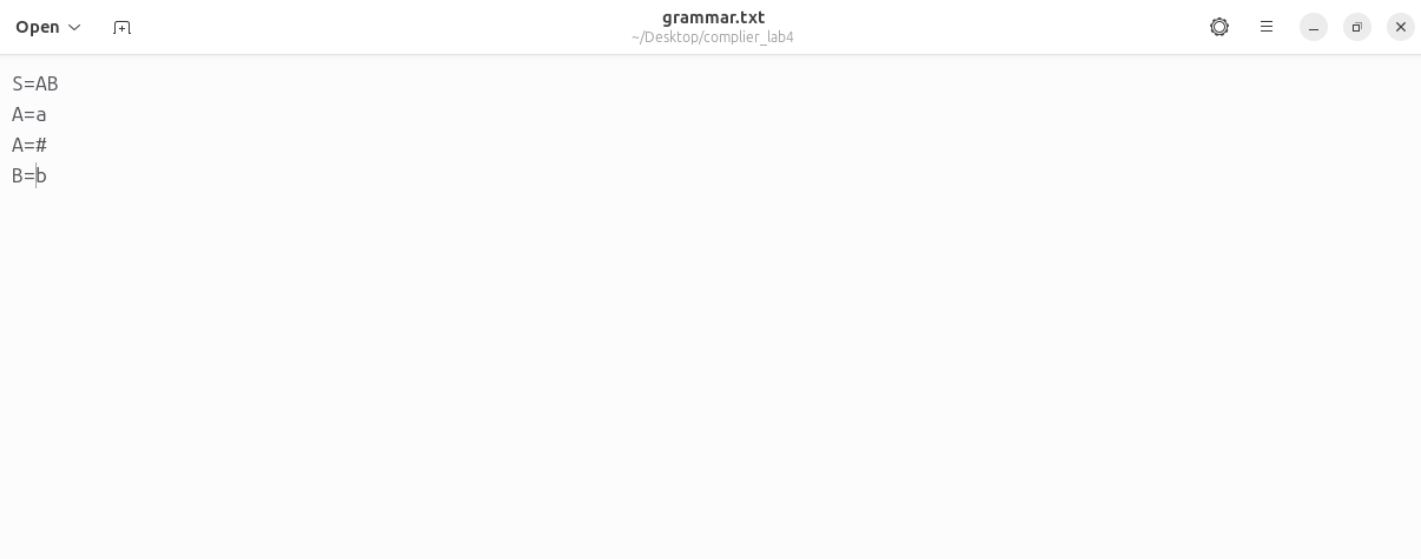 Open
grammar.txt
~/Desktop/complier_lab4
S=AB
A=a
A=#
B=b